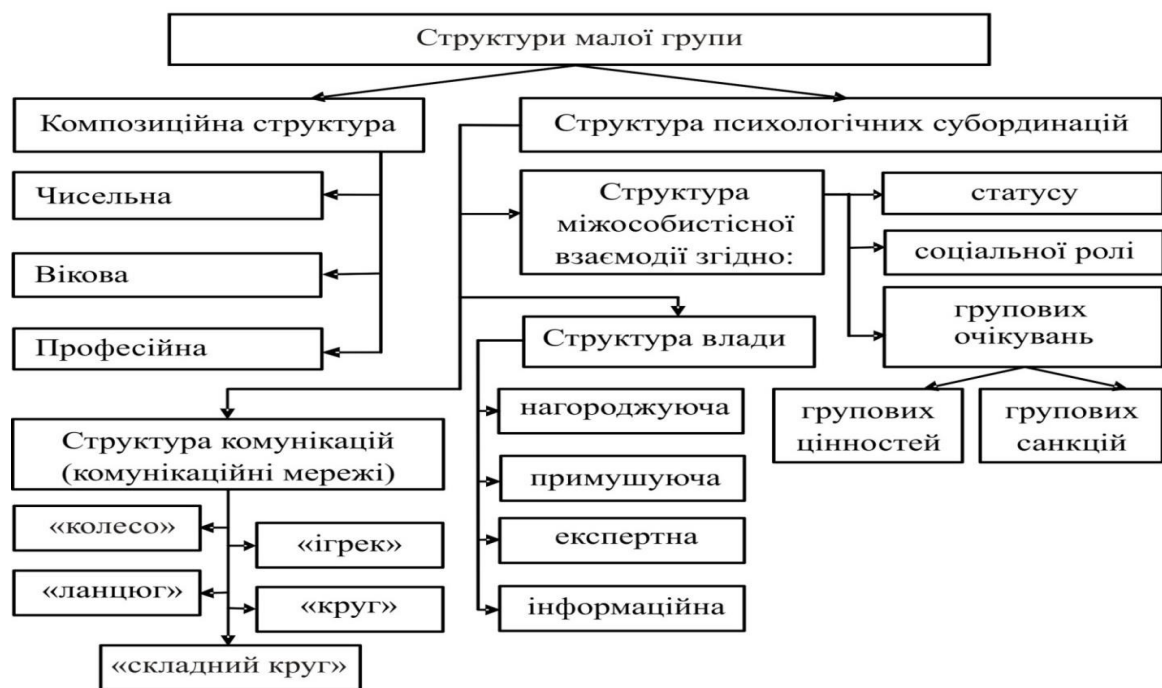 Структури малої групи
Композиційна структура
Чисельна
Вікова
Професійна
Структура психологічних субординацій
Структура
міжособистісної
взаємодії згідно:
статусу
соціальної ролі
групових
очікувань
групових
цінностей
групових
санкцій
Структура влади
нагороджуюча
примушуюча
експертна
інформаційна
Структура комунікацій
(комунікаційні мережі)
«колесо»
«ігрек»
«ланцюг»
«круг»
«складний круг»